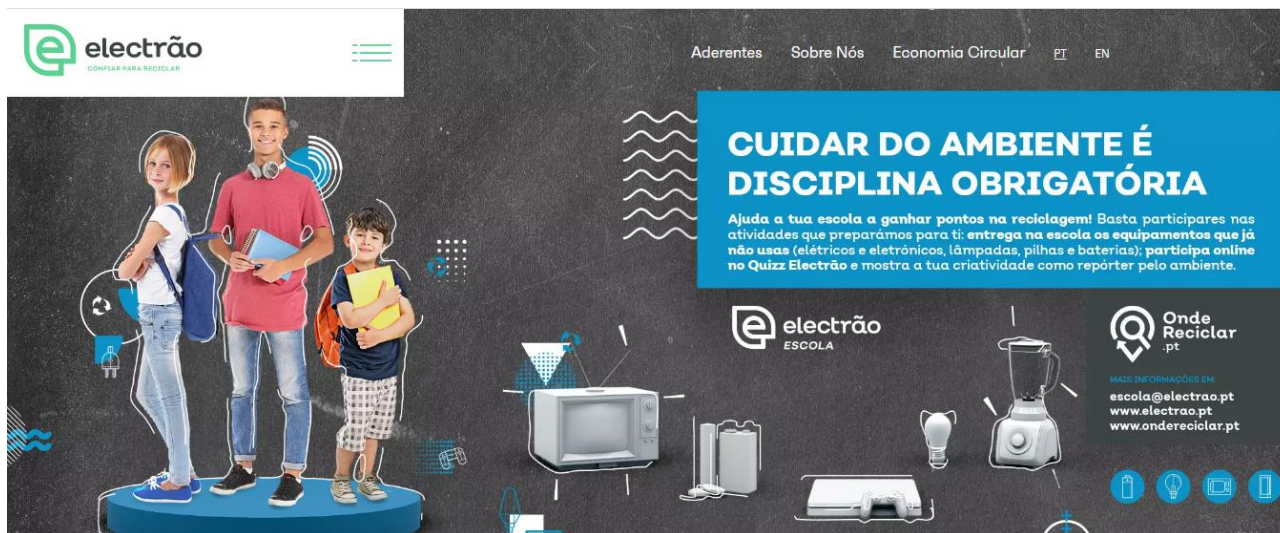 electrão
CONFIAR PARA RECICLAR
Aderentes Sobre Nós Economia Circular PT EN
CUIDAR DO AMBIENTE É
DISCIPLINA OBRIGATÓRIA
Ajuda a tua escola a ganhar pontos na reciclagem! Basta participares nas
atividades que preparámos para ti: entrega na escola os equipamentos que já
não usas (elétricos e eletrónicos, lâmpadas, pilhas e baterias); participa online
no Quizz Electrão e mostra a tua criatividade como repórter pelo ambiente.
electrão
ESCOLA
Onde
Reciclar
.pt
MAIS INFORMAÇÕES EM
escola@electrao.pt
www.electrao.pt
www.ondereciclar.pt